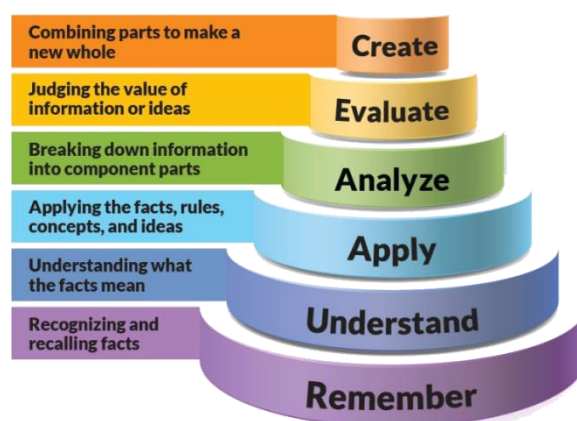 Combining parts to make a
new whole
Create
Judging the value of
information or ideas
Evaluate
Breaking down information
into component parts
Analyze
Applying the facts, rules,
concepts, and ideas
Apply
Understanding what
the facts mean
Understand
Recognizing and
recalling facts
Remember